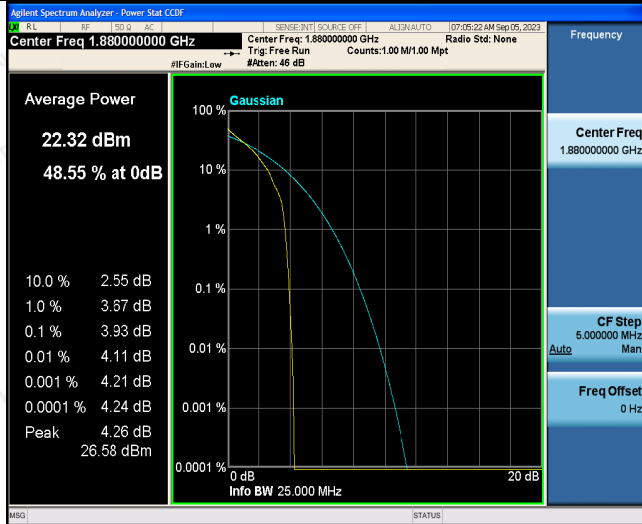 Agilent Spectrum Analyzer - Power Stat CCDF
LXI RL RF 50 Ω AC SENSE:INT SOURCE OFF ALIGNAUTO 07:05:22 AM Sep 05, 2023
Center Freq 1.880000000 GHz
Center Freq: 1.880000000 GHz Radio Std: None
Trig: Free Run Counts:1.00 M/1.00 Mpt
#IFGain:Low #Atten: 46 dB
Frequency
Average Power
22.32 dBm
48.55 % at 0dB
10.0 % 2.55 dB
1.0 % 3.67 dB
0.1 % 3.93 dB
0.01 % 4.11 dB
0.001 % 4.21 dB
0.0001 % 4.24 dB
Peak 4.26 dB
26.58 dBm
Gaussian
100 %
10 %
1 %
0.1 %
0.01 %
0.001 %
0.0001 %
0 dB 20 dB
Info BW 25.000 MHz
Center Freq
1.880000000 GHz
CF Step
5.000000 MHz
Auto Man
Freq Offset
0 Hz
MSG STATUS